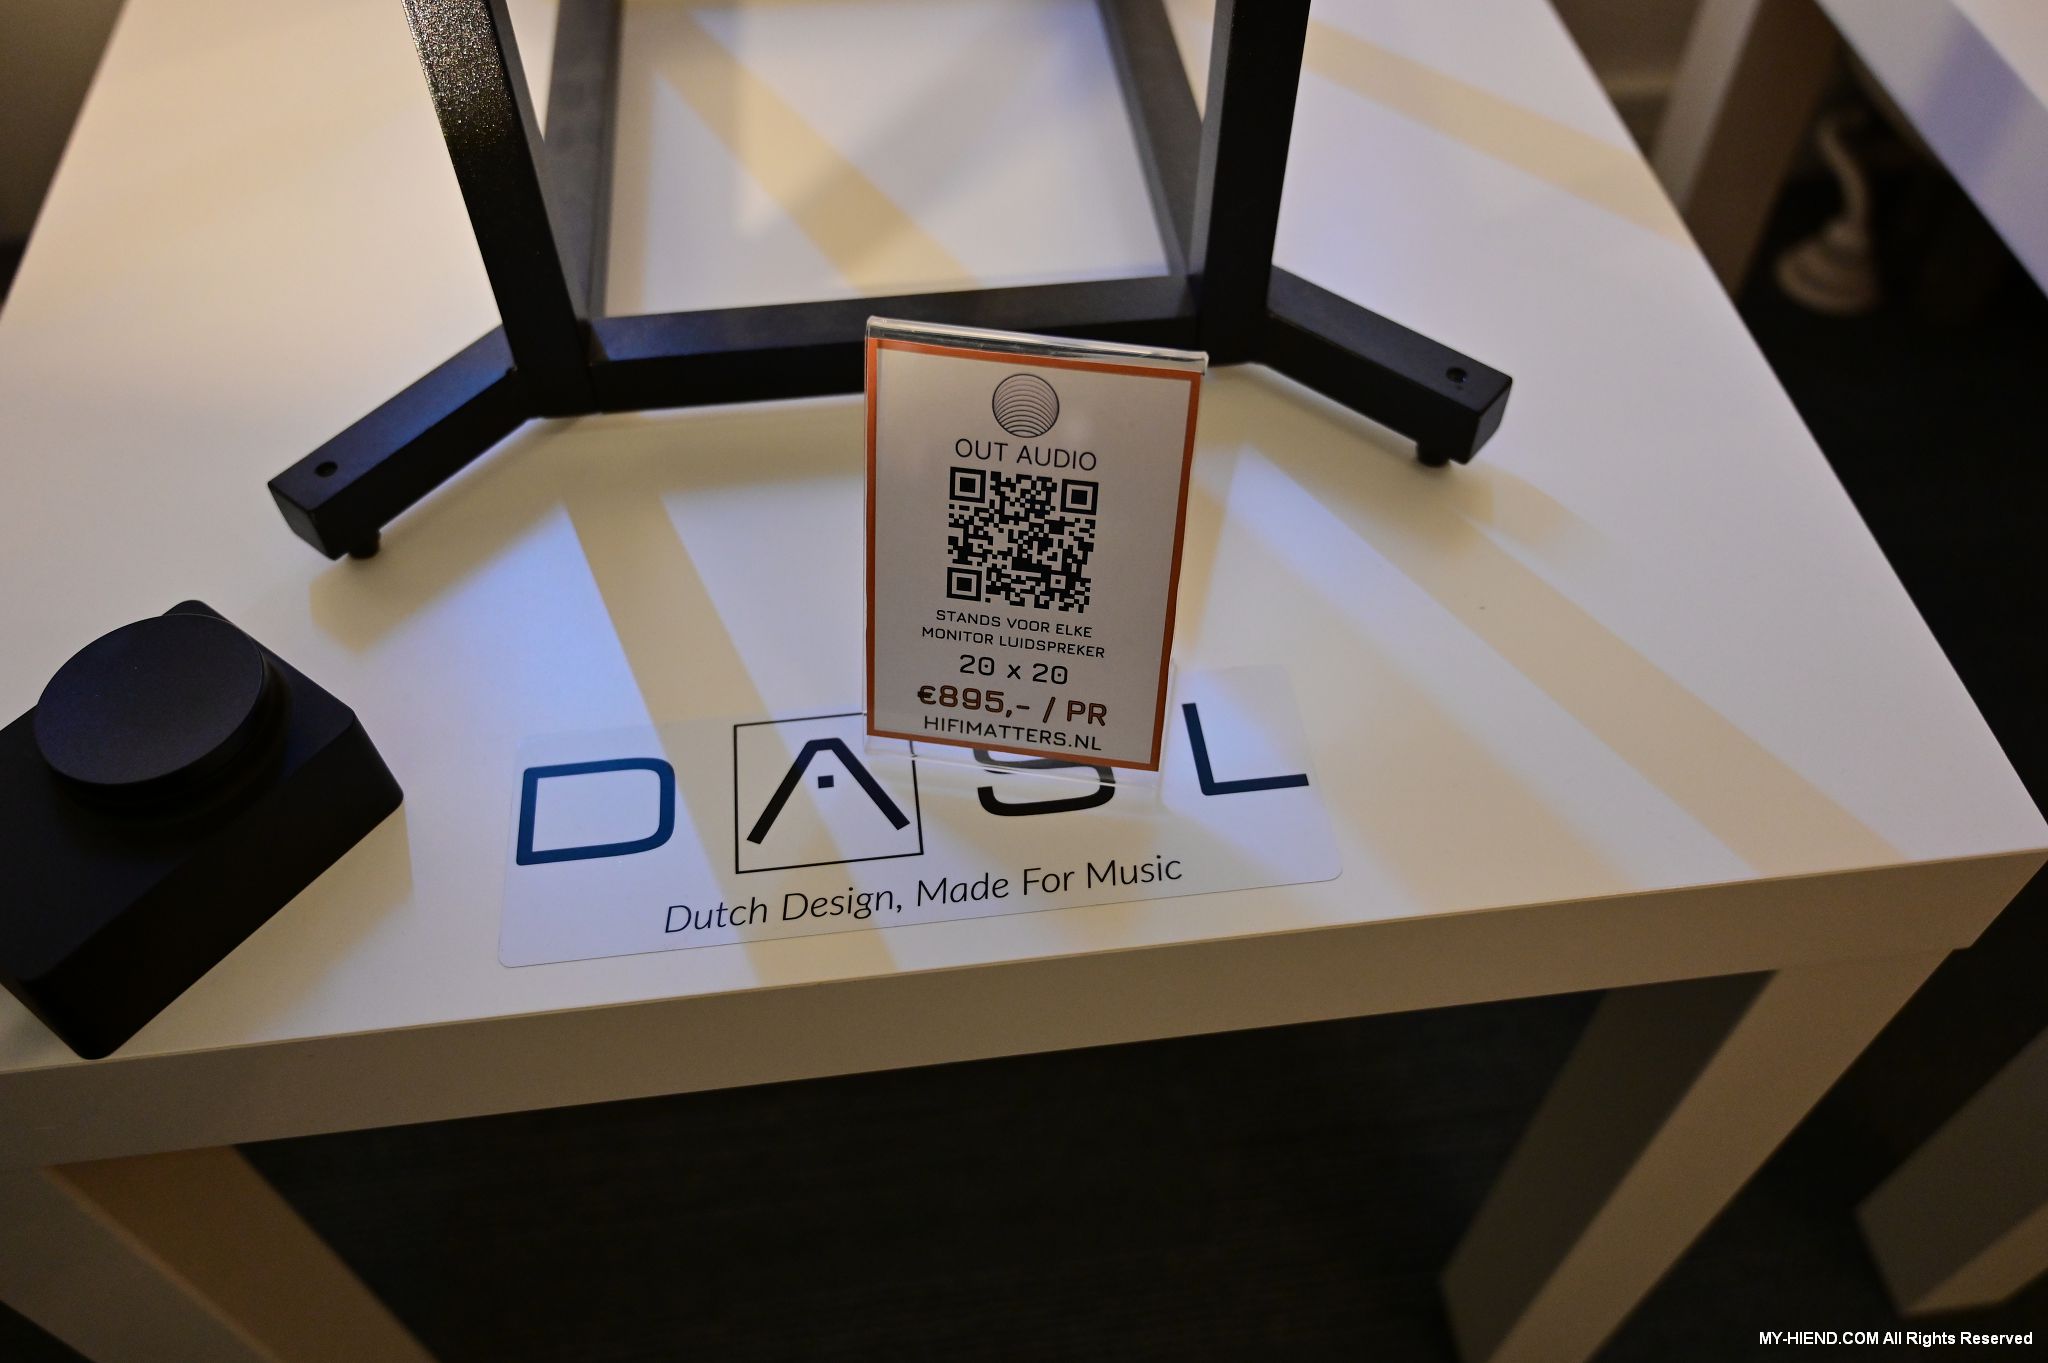 OUT AUDIO
STANDS VOOR ELKE
MONITOR LUIDSPREKER
20 x 20
€895,- / PR
HIFIMATTERS.NL
DASL
Dutch Design, Made For Music
MY-HIEND.COM All Rights Reserved